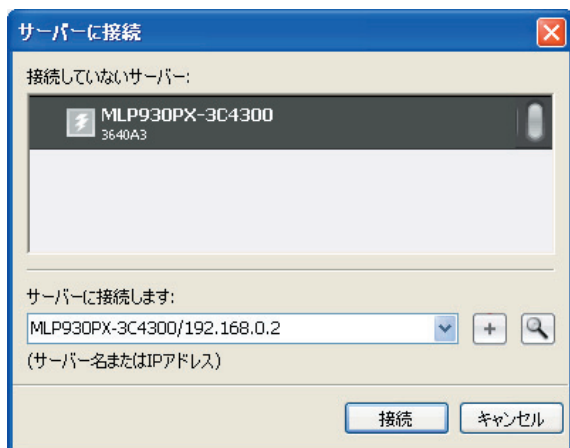 サーバーに接続
接続していないサーバー:
MLP930PX-3C4300
3640A3
サーバーに接続します:
MLP930PX-3C4300/192.168.0.2
(サーバー名またはIPアドレス)
接続
キャンセル